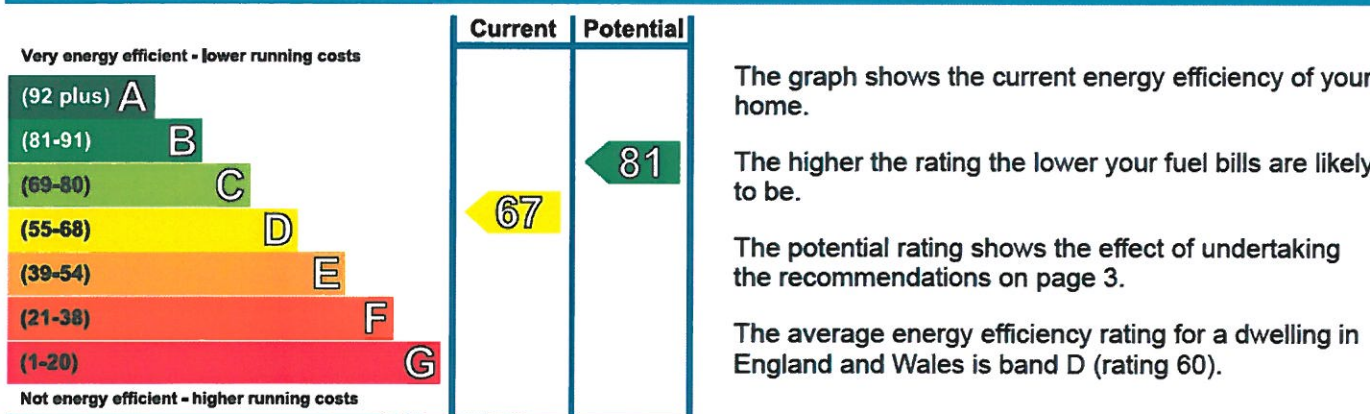 Current Potential
Very energy efficient - lower running costs
(92 plus) A
(81-91) B
(69-80) C
(55-68) D
(39-54) E
(21-38) F
(1-20) G
Not energy efficient - higher running costs
81
67
The graph shows the current energy efficiency of your
home.
The higher the rating the lower your fuel bills are likely
to be.
The potential rating shows the effect of undertaking
the recommendations on page 3.
The average energy efficiency rating for a dwelling in
England and Wales is band D (rating 60).